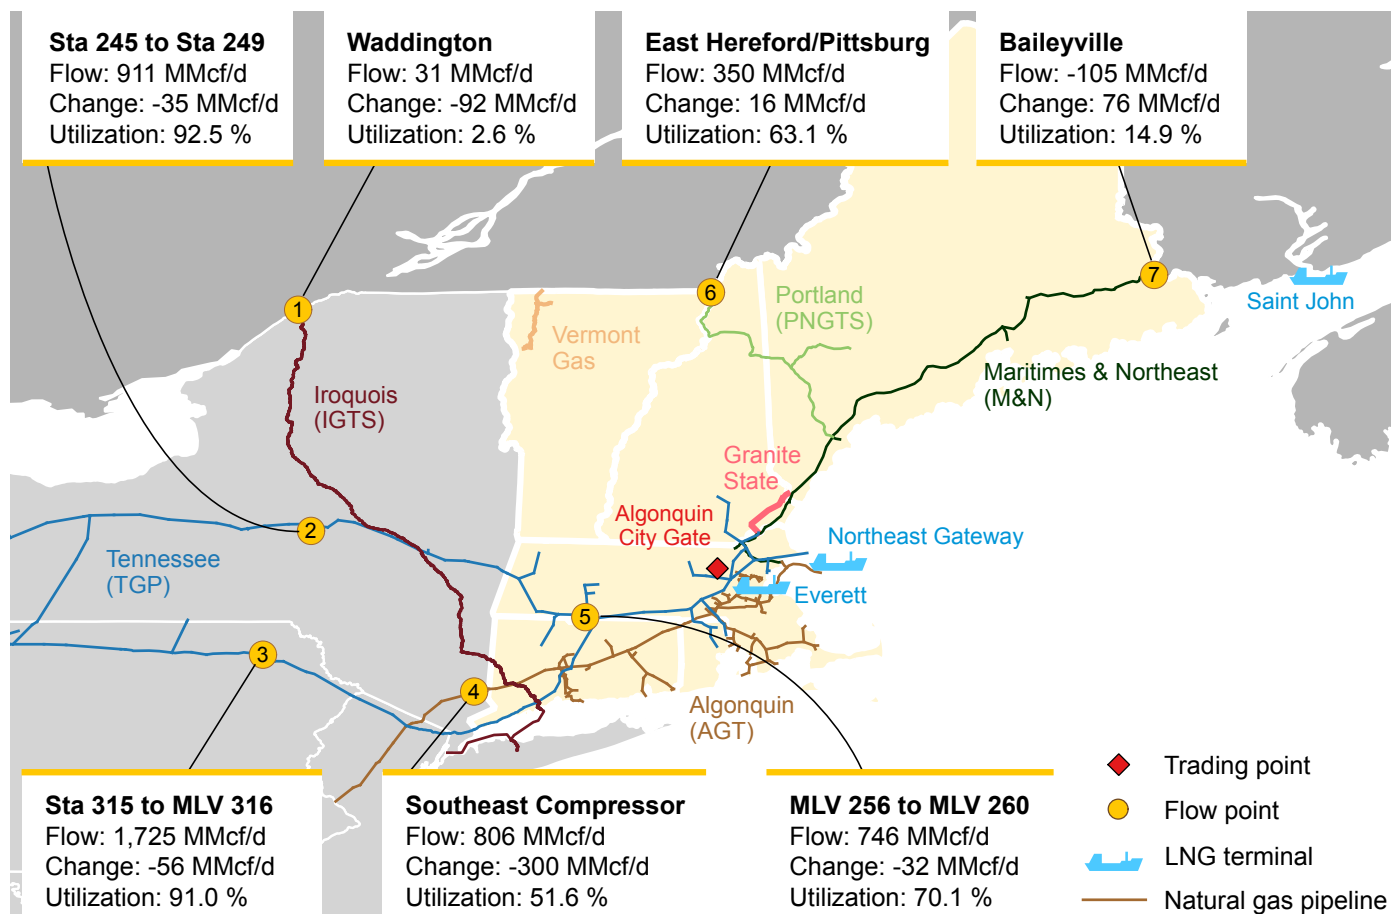 Sta 245 to Sta 249
Flow: 911 MMcf/d
Change: -35 MMcf/d
Utilization: 92.5 %
Waddington
Flow: 31 MMcf/d
Change: -92 MMcf/d
Utilization: 2.6 %
East Hereford/Pittsburg
Flow: 350 MMcf/d
Change: 16 MMcf/d
Utilization: 63.1 %
Baileyville
Flow: -105 MMcf/d
Change: 76 MMcf/d
Utilization: 14.9 %
1
6
7
Portland
(PNGTS)
Saint John
Vermont
Gas
Maritimes & Northeast
(M&N)
Iroquois
(IGTS)
Granite
State
Algonquin
City Gate
2
Northeast Gateway
Tennessee
(TGP)
Everett
5
3
4
Algonquin
(AGT)
Sta 315 to MLV 316
Flow: 1,725 MMcf/d
Change: -56 MMcf/d
Utilization: 91.0 %
Southeast Compressor
Flow: 806 MMcf/d
Change: -300 MMcf/d
Utilization: 51.6 %
MLV 256 to MLV 260
Flow: 746 MMcf/d
Change: -32 MMcf/d
Utilization: 70.1 %
Trading point
Flow point
LNG terminal
Natural gas pipeline